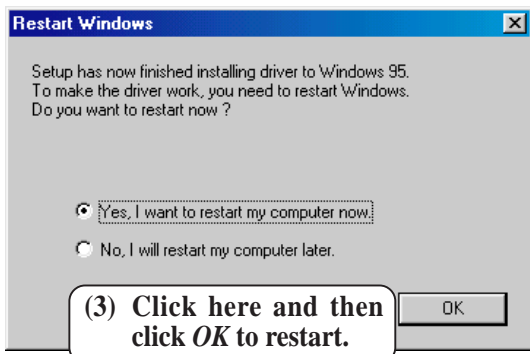 Restart Windows
Setup has now finished installing driver to Windows 95.
To make the driver work, you need to restart Windows.
Do you want to restart now ?
Yes, I want to restart my computer now.
No, I will restart my computer later.
(3) Click here and then
click OK to restart.
OK